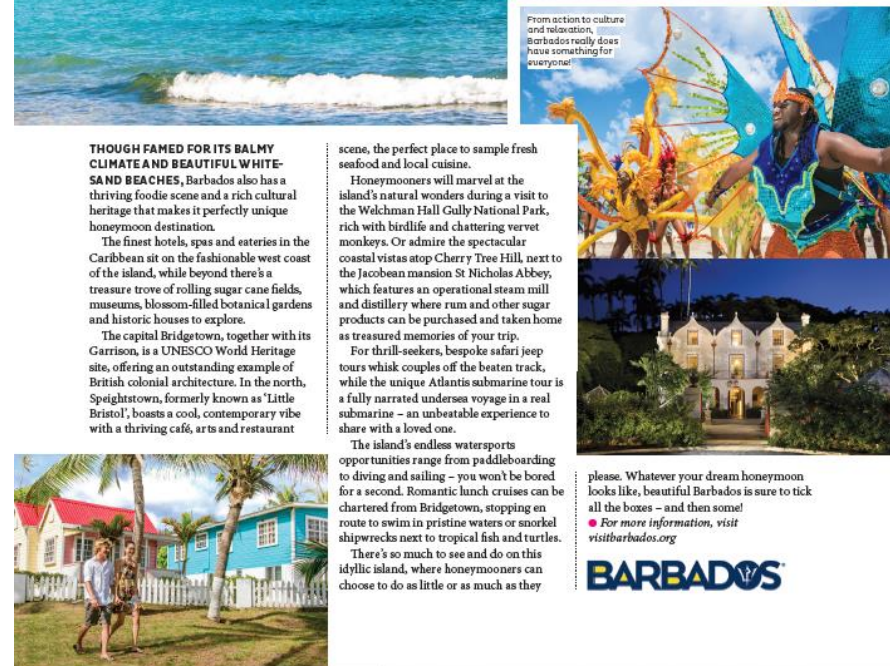 From action to culture
and relaxation,
Barbados really does
have something for
everyone!
THOUGH FAMED FOR ITS BALMY
CLIMATE AND BEAUTIFUL WHITE-
SAND BEACHES, Barbados also has a
thriving foodie scene and a rich cultural
heritage that makes it perfectly unique
honeymoon destination.
The finest hotels, spas and eateries in the
Caribbean sit on the fashionable west coast
of the island, while beyond there's a
treasure trove of rolling sugar cane fields,
museums, blossom-filled botanical gardens
and historic houses to explore.
The capital Bridgetown, together with its
Garrison, is a UNESCO World Heritage
site, offering an outstanding example of
British colonial architecture. In the north,
Speightstown, formerly known as 'Little
Bristol', boasts a cool, contemporary vibe
with a thriving café, arts and restaurant
scene, the perfect place to sample fresh
seafood and local cuisine.
Honeymooners will marvel at the
island's natural wonders during a visit to
the Welchman Hall Gully National Park,
rich with birdlife and chattering vervet
monkeys. Or admire the spectacular
coastal vistas atop Cherry Tree Hill, next to
the Jacobean mansion St Nicholas Abbey,
which features an operational steam mill
and distillery where rum and other sugar
products can be purchased and taken home
as treasured memories of your trip.
For thrill-seekers, bespoke safari jeep
tours whisk couples off the beaten track,
while the unique Atlantis submarine tour is
a fully narrated undersea voyage in a real
submarine – an unbeatable experience to
share with a loved one.
The island's endless watersports
opportunities range from paddleboarding
to diving and sailing – you won't be bored
for a second. Romantic lunch cruises can be
chartered from Bridgetown, stopping en
route to swim in pristine waters or snorkel
shipwrecks next to tropical fish and turtles.
There's so much to see and do on this
idyllic island, where honeymooners can
choose to do as little or as much as they
please. Whatever your dream honeymoon
looks like, beautiful Barbados is sure to tick
all the boxes – and then some!
● For more information, visit
visitbarbados.org
BARBADOS